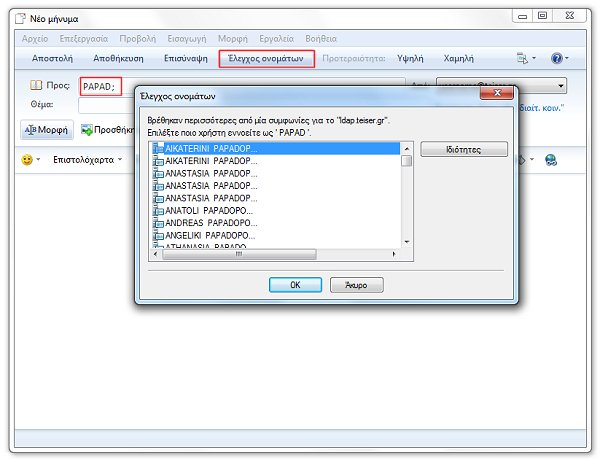 Νέο μήνυμα
Αρχείο Επεξεργασία Προβολή Εισαγωγή Μορφή Εργαλεία Βοήθεια
Αποστολή Αποθήκευση Επισύναψη Έλεγχος ονομάτων Προτεραιότητα: Υψηλή Χαμηλή
Προς: PAPAD;
Θέμα:
Μορφή Προσθήκη
Επιστολόχαρτα
Έλεγχος ονομάτων
Βρέθηκαν περισσότερες από μία συμφωνίες για το "ldap.teiser.gr".
Επιλέξτε ποιο χρήστη εννοείτε ως ' PAPAD '.
AIKATERINI PAPADOP...
AIKATERINI PAPADOP...
ANASTASIA PAPADOP...
ANASTASIA PAPADOP...
ANASTASIA PAPADOP...
ANATOLI PAPADOPO...
ANDREAS PAPADOPO...
ANGELIKI PAPADOPO...
ATHANASIA PAPADO
Ιδιότητες
OK Άκυρο